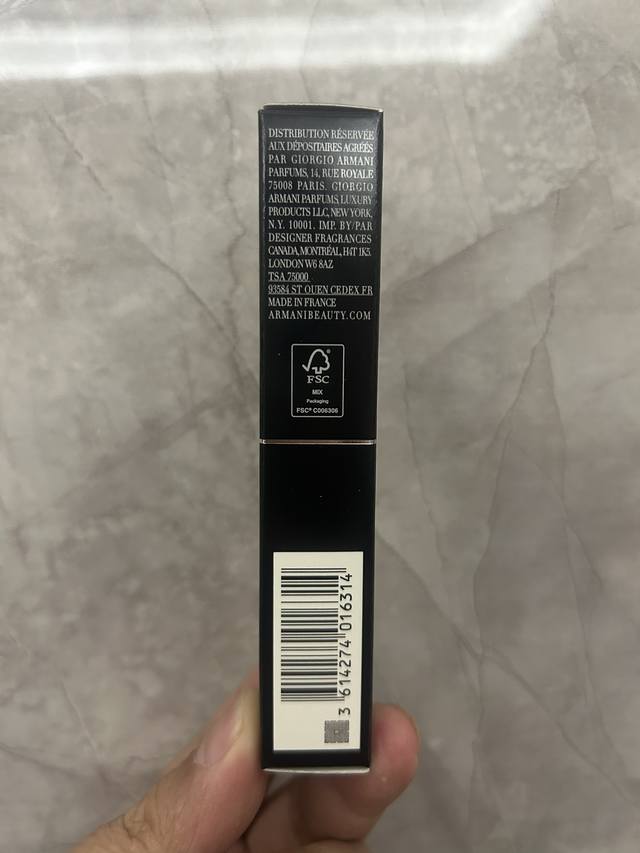 DISTRIBUTION RÉSERVÉE
AUX DÉPOSITAIRES AGRÉÉS
PAR GIORGIO ARMANI
PARFUMS, 14, RUE ROYALE
75008 PARIS. GIORGIO
ARMANI PARFUMS, LUXURY
PRODUCTS LLC, NEW YORK,
N.Y. 10001. IMP. BY/PAR
DESIGNER FRAGRANCES
CANADA, MONTRÉAL, H4T 1K5.
LONDON W6 8AZ
TSA 75000
93584 ST OUEN CEDEX FR
MADE IN FRANCE
ARMANIBEAUTY.COM
FSC
MIX
Packaging
FSC® C006306
3 614274 016314